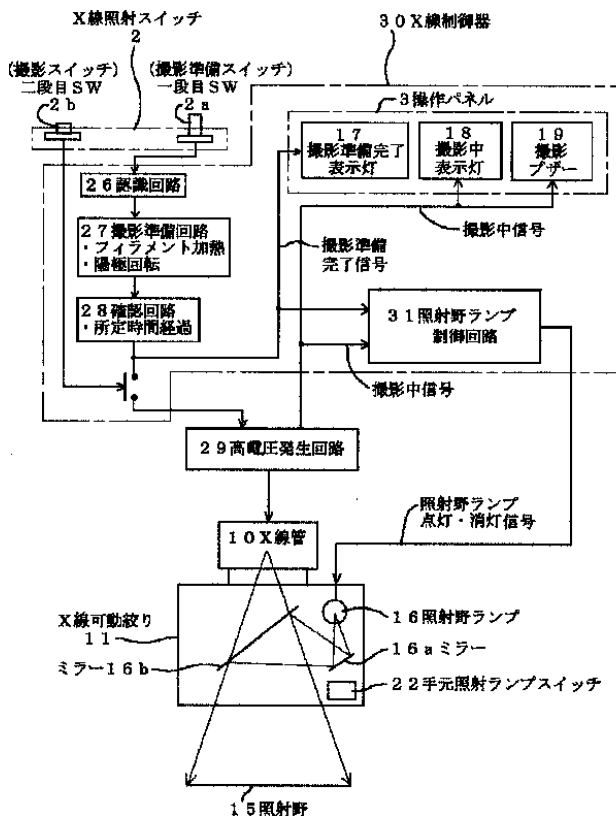 X線照射スイッチ
2
30X線制御器
(撮影スイッチ)
二段目SW
2b
(撮影準備スイッチ)
一段目SW
2a
3操作パネル
17
撮影準備完了
表示灯
18
撮影中
表示灯
19
撮影
ブザー
26認識回路
撮影中信号
27撮影準備回路
・フィラメント加熱
・陽極回転
撮影準備
完了信号
28確認回路
・所定時間経過
31照射野ランプ
制御回路
撮影中信号
29高電圧発生回路
照射野ランプ
点灯・消灯信号
10X線管
X線可動絞り
11
16照射野ランプ
ミラー16b
16aミラー
22手元照射ランプスイッチ
15照射野